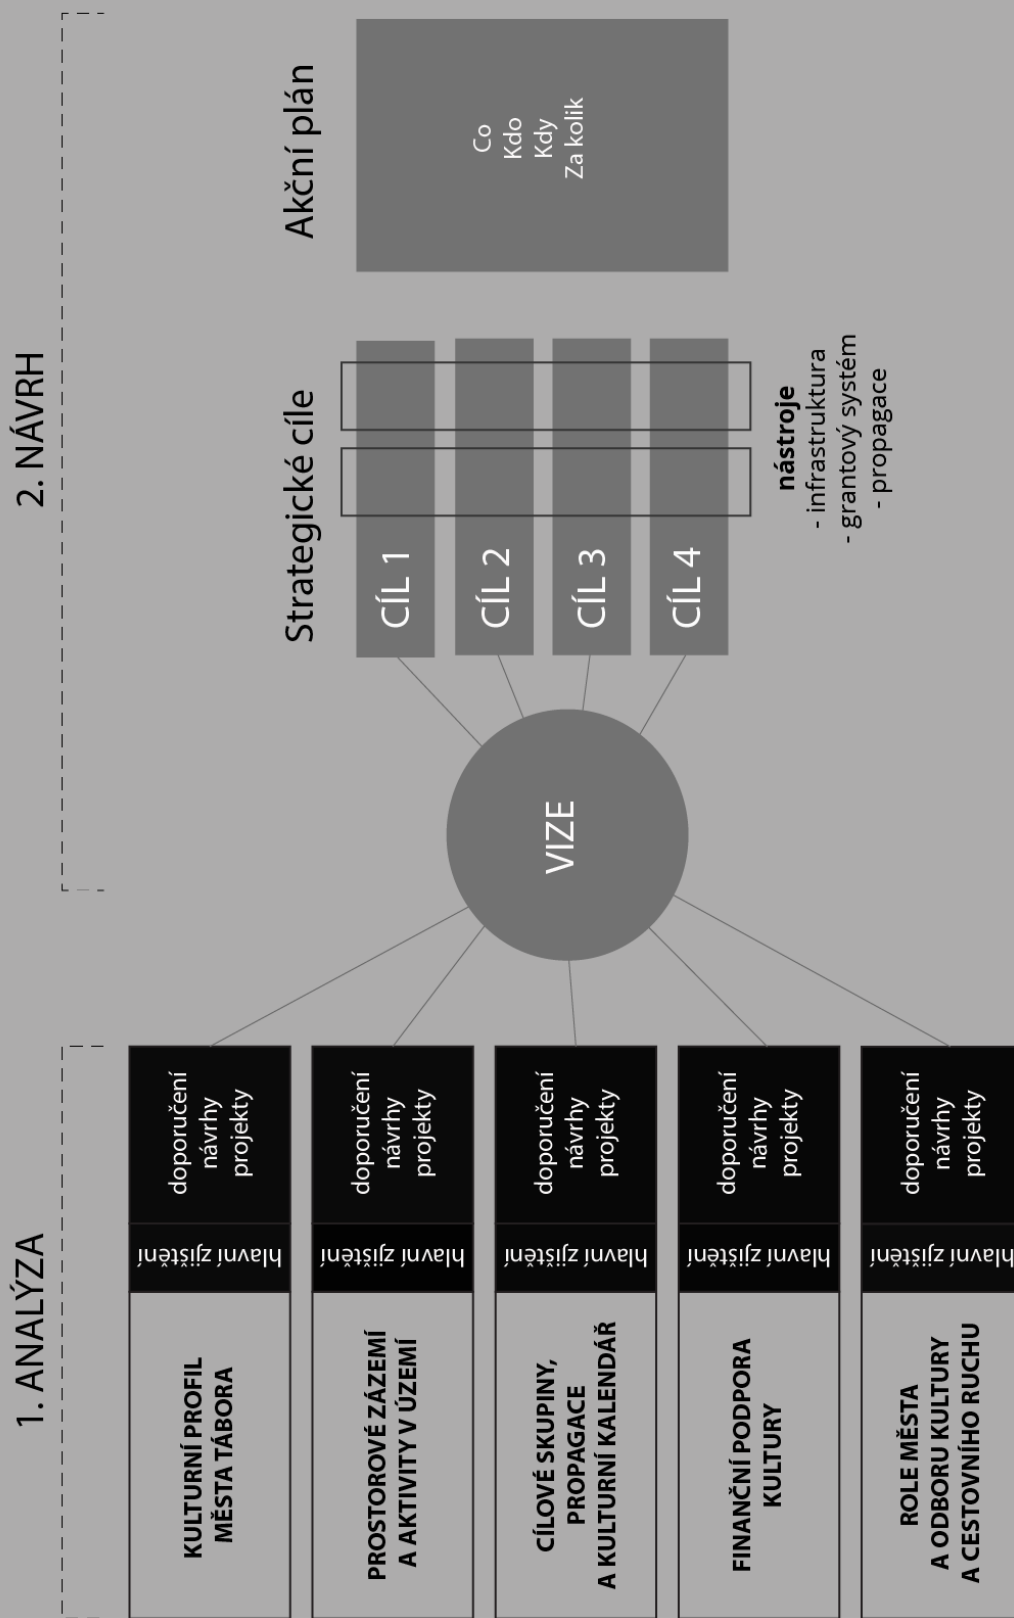 1. ANALÝZA
KULTURNÍ PROFIL
MĚSTA TÁBORA
hlavní zjištění
doporučení
návrhy
projekty
PROSTOROVÉ ZÁZEMÍ
A AKTIVITY V ÚZEMÍ
hlavní zjištění
doporučení
návrhy
projekty
CÍLOVÉ SKUPINY,
PROPAGACE
A KULTURNÍ KALENDÁŘ
hlavní zjištění
doporučení
návrhy
projekty
FINANČNÍ PODPORA
KULTURY
hlavní zjištění
doporučení
návrhy
projekty
ROLE MĚSTA
A ODBORU KULTURY
A CESTOVNÍHO RUCHU
hlavní zjištění
doporučení
návrhy
projekty
2. NÁVRH
VIZE
Strategické cíle
CÍL 1
CÍL 2
CÍL 3
CÍL 4
nástroje
- infrastruktura
- grantový systém
- propagace
Akční plán
Co
Kdo
Kdy
Za kolik